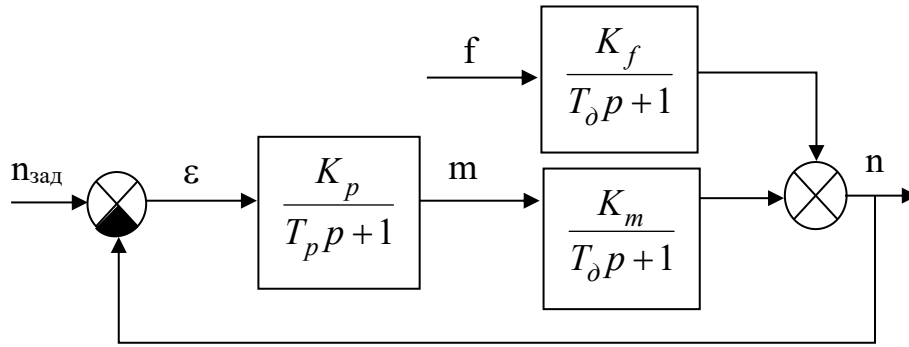 f
K_f
T_∂ p + 1
n_зад
ε
K_p
T_p p + 1
m
K_m
T_∂ p + 1
n